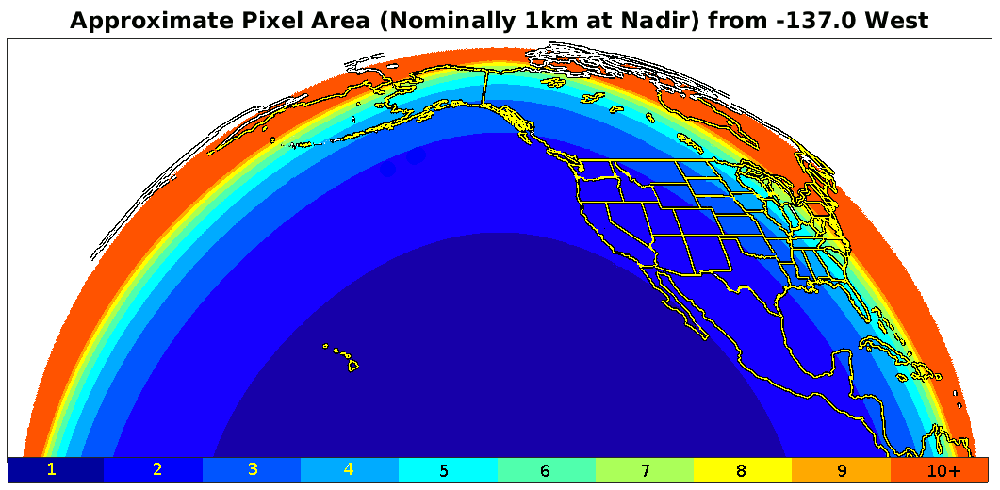 Approximate Pixel Area (Nominally 1km at Nadir) from -137.0 West
1 2 3 4 5 6 7 8 9 10+